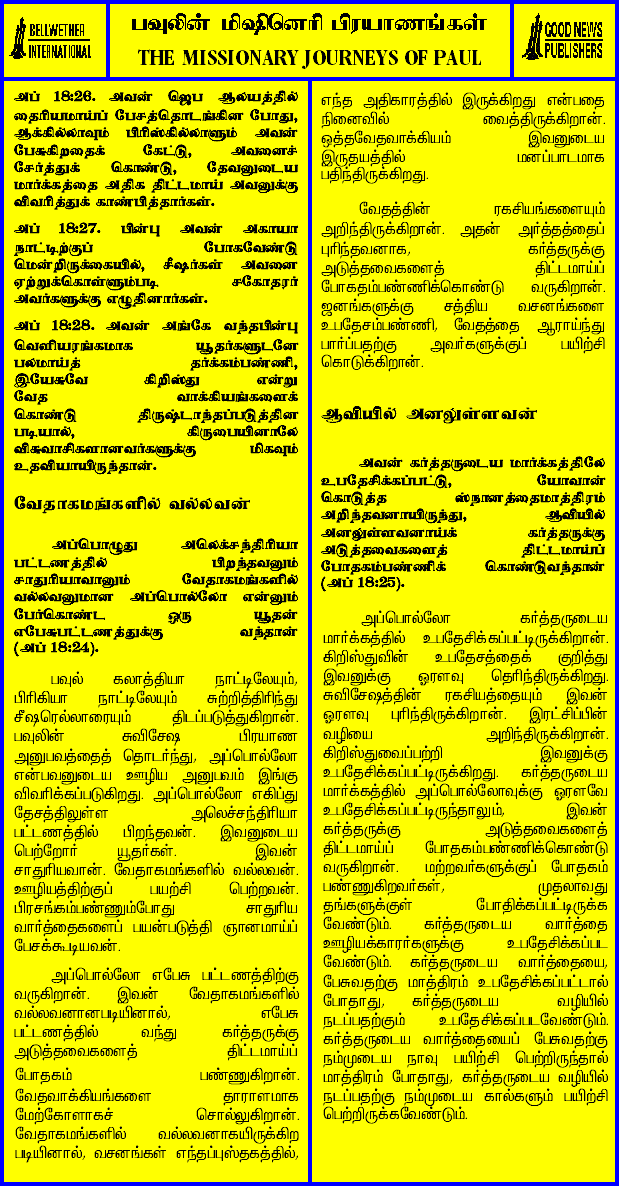 BELLWETHER
INTERNATIONAL
பவுலின் மிஷினெரி பிரயாணங்கள்
THE MISSIONARY JOURNEYS OF PAUL
GOOD NEWS
PUBLISHERS
அப் 18:26. அவன் ஜெப ஆலயத்தில்
தைரியமாய்ப் பேசத்தொடங்கின போது,
ஆக்கில்லாவும் பிரிஸ்கில்லாளும் அவன்
பேசுகிறதைக் கேட்டு, அவனைச்
சேர்த்துக் கொண்டு, தேவனுடைய
மார்க்கத்தை அதிக திட்டமாய் அவனுக்கு
விவரித்துக் காண்பித்தார்கள்.
அப் 18:27. பின்பு அவன் அகாயா
நாட்டிற்குப் போகவேண்டு
மென்றிருக்கையில், சீஷர்கள் அவனை
ஏற்றுக்கொள்ளும்படி சகோதரர்
அவர்களுக்கு எழுதினார்கள்.
அப் 18:28. அவன் அங்கே வந்தபின்பு
வெளியரங்கமாக யூதர்களுடனே
பலமாய்த் தர்க்கம்பண்ணி,
இயேசுவே கிறிஸ்து என்று
வேத வாக்கியங்களைக்
கொண்டு திருஷ்டாந்தப்படுத்தின
படியால், கிருபையினாலே
விசுவாசிகளானவர்களுக்கு மிகவும்
உதவியாயிருந்தான்.
வேதாகமங்களில் வல்லவன்
அப்பொழுது அலெக்சந்திரியா
பட்டணத்தில் பிறந்தவனும்
சாதுரியவானும் வேதாகமங்களில்
வல்லவனுமான அப்பொல்லோ என்னும்
பேர்கொண்ட ஒரு யூதன்
எபேசுபட்டணத்துக்கு வந்தான்
(அப் 18:24).
பவுல் கலாத்தியா நாட்டிலேயும்,
பிரிகியா நாட்டிலேயும் சுற்றித்திரிந்து
சீஷரெல்லாரையும் திடப்படுத்துகிறான்.
பவுலின் சுவிசேஷ பிரயாண
அனுபவத்தைத் தொடர்ந்து, அப்பொல்லோ
என்பவனுடைய ஊழிய அனுபவம் இங்கு
விவரிக்கப்படுகிறது. அப்பொல்லோ எகிப்து
தேசத்திலுள்ள அலெச்சந்திரியா
பட்டணத்தில் பிறந்தவன். இவனுடைய
பெற்றோர் யூதர்கள். இவன்
சாதுரியவான். வேதாகமங்களில் வல்லவன்.
ஊழியத்திற்குப் பயற்சி பெற்றவன்.
பிரசங்கம்பண்ணும்போது சாதுரிய
வார்த்தைகளைப் பயன்படுத்தி ஞானமாய்ப்
பேசக்கூடியவன்.
அப்பொல்லோ எபேசு பட்டணத்திற்கு
வருகிறான். இவன் வேதாகமங்களில்
வல்லவனானபடியினால், எபேசு
பட்டணத்தில் வந்து கர்த்தருக்கு
அடுத்தவைகளைத் திட்டமாய்ப்
போதகம் பண்ணுகிறான்.
வேதவாக்கியங்களை தாராளமாக
மேற்கோளாகச் சொல்லுகிறான்.
வேதாகமங்களில் வல்லவனாகயிருக்கிற
படியினால், வசனங்கள் எந்தப்புஸ்தகத்தில்,
எந்த அதிகாரத்தில் இருக்கிறது என்பதை
நினைவில் வைத்திருக்கிறான்.
ஒத்தவேதவாக்கியம் இவனுடைய
இருதயத்தில் மனப்பாடமாக
பதிந்திருக்கிறது.
வேதத்தின் ரகசியங்களையும்
அறிந்திருக்கிறான். அதன் அர்த்தத்தைப்
புரிந்தவனாக, கர்த்தருக்கு
அடுத்தவைகளைத் திட்டமாய்ப்
போகதம்பண்ணிக்கொண்டு வருகிறான்.
ஜனங்களுக்கு சத்திய வசனங்களை
உபதேசம்பண்ணி, வேதத்தை ஆராய்ந்து
பார்ப்பதற்கு அவர்களுக்குப் பயிற்சி
கொடுக்கிறான்.
ஆவியில் அனலுள்ளவன்
அவன் கர்த்தருடைய மார்க்கத்திலே
உபதேசிக்கப்பட்டு, யோவான்
கொடுத்த ஸ்நானத்தைமாத்திரம்
அறிந்தவனாயிருந்து, ஆவியில்
அனலுள்ளவனாய்க் கர்த்தருக்கு
அடுத்தவைகளைத் திட்டமாய்ப்
போதகம்பண்ணிக் கொண்டுவந்தான்
(அப் 18:25).
அப்பொல்லோ கர்த்தருடைய
மார்க்கத்தில் உபதேசிக்கப்பட்டிருக்கிறான்.
கிறிஸ்துவின் உபதேசத்தைக் குறித்து
இவனுக்கு ஓரளவு தெரிந்திருக்கிறது.
சுவிசேஷத்தின் ரகசியத்தையும் இவன்
ஓரளவு புரிந்திருக்கிறான். இரட்சிப்பின்
வழியை அறிந்திருக்கிறான்.
கிறிஸ்துவைப்பற்றி இவனுக்கு
உபதேசிக்கப்பட்டிருக்கிறது. கர்த்தருடைய
மார்க்கத்தில் அப்பொல்லோவுக்கு ஓரளவே
உபதேசிக்கப்பட்டிருந்தாலும், இவன்
கர்த்தருக்கு அடுத்தவைகளைத்
திட்டமாய்ப் போதகம்பண்ணிக்கொண்டு
வருகிறான். மற்றவர்களுக்குப் போதகம்
பண்ணுகிறவர்கள், முதலாவது
தங்களுக்குள் போதிக்கப்பட்டிருக்க
வேண்டும். கர்த்தருடைய வார்த்தை
ஊழியக்காரர்களுக்கு உபதேசிக்கப்பட
வேண்டும். கர்த்தருடைய வார்த்தையை,
பேசுவதற்கு மாத்திரம் உபதேசிக்கப்பட்டால்
போதாது, கர்த்தருடைய வழியில்
நடப்பதற்கும் உபதேசிக்கப்படவேண்டும்.
கர்த்தருடைய வார்த்தையைப் பேசுவதற்கு
நம்முடைய நாவு பயிற்சி பெற்றிருந்தால்
மாத்திரம் போதாது, கர்த்தருடைய வழியில்
நடப்பதற்கு நம்முடைய கால்களும் பயிற்சி
பெற்றிருக்கவேண்டும்.